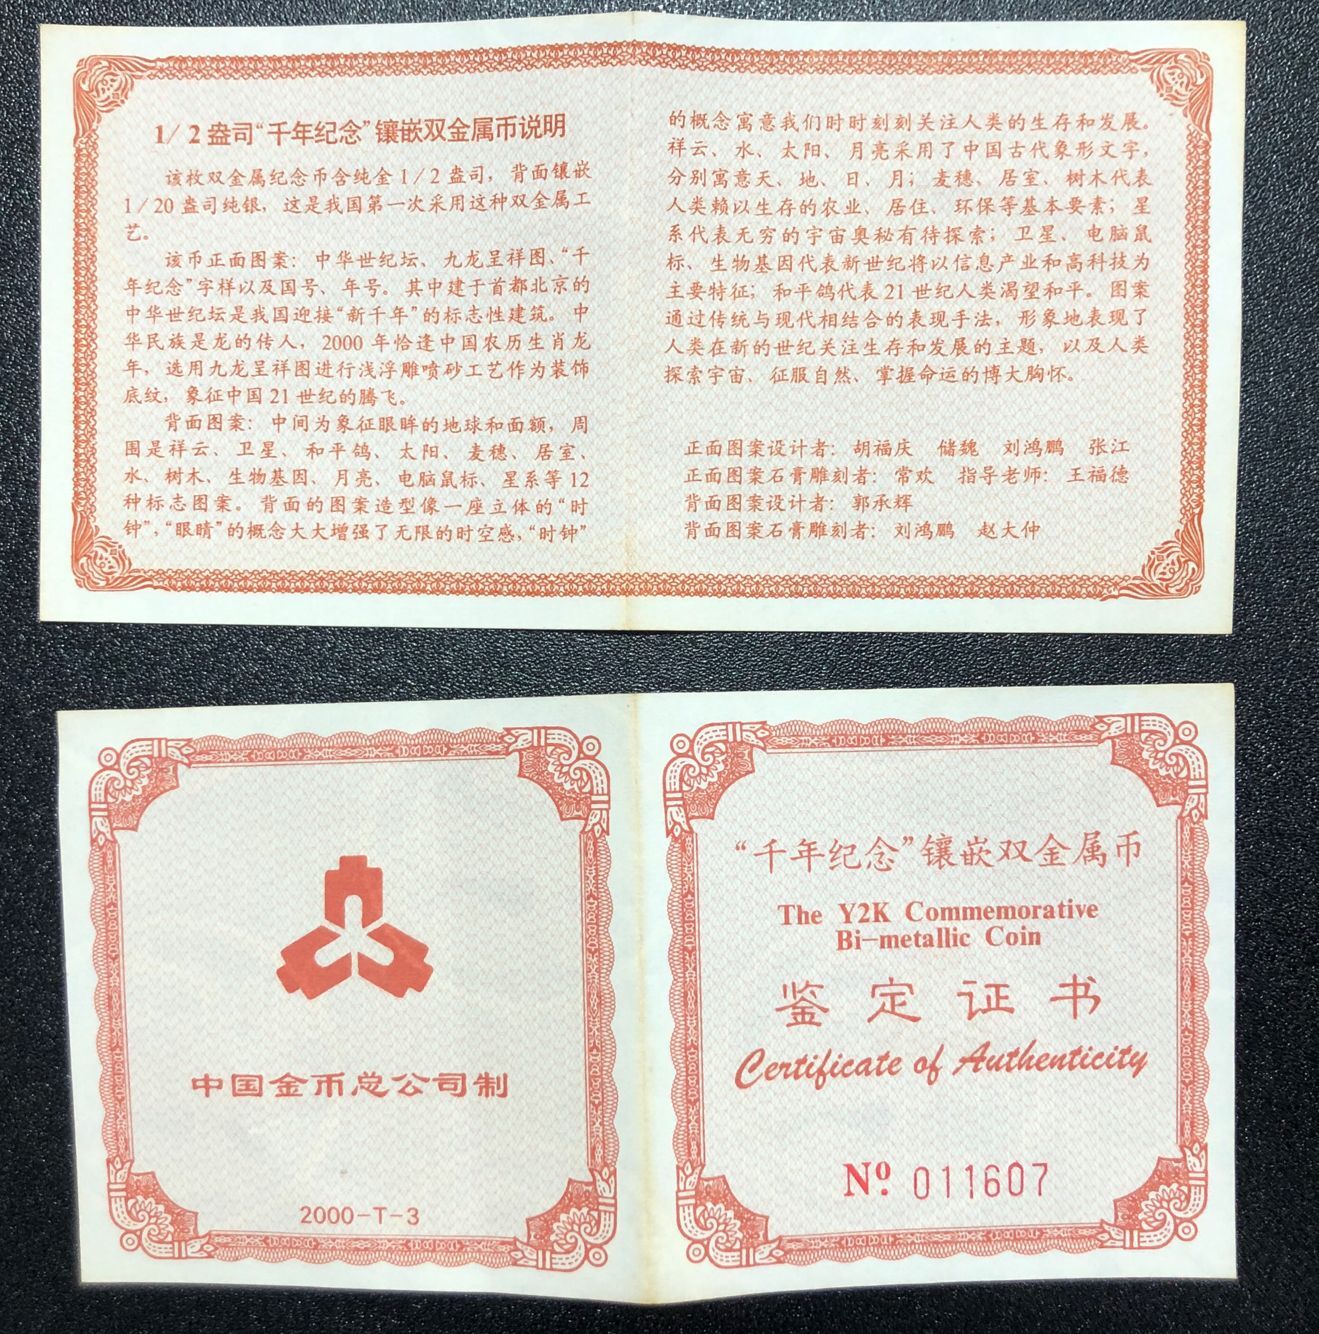 1/2盎司“千年纪念”镶嵌双金属币说明
该枚双金属纪念币含纯金1/2盎司，背面镶嵌
1/20盎司纯银，这是我国第一次采用这种双金属工
艺。
该币正面图案：中华世纪坛、九龙呈祥图、“千
年纪念”字样以及国号、年号。其中建于首都北京的
中华世纪坛是我国迎接“新千年”的标志性建筑。中
华民族是龙的传人，2000年恰逢中国农历生肖龙
年，选用九龙呈祥图进行浅浮雕喷砂工艺作为装饰
底纹，象征中国21世纪的腾飞。
背面图案：中间为象征眼眸的地球和面额，周
围是祥云、卫星、和平鸽、太阳、麦穗、居室、
水、树木、生物基因、月亮、电脑鼠标、星系等12
种标志图案。背面的图案造型像一座立体的“时
钟”，“眼睛”的概念大大增强了无限的时空感，“时钟”
的概念寓意我们时时刻刻关注人类的生存和发展。
祥云、水、太阳、月亮采用了中国古代象形文字，
分别寓意天、地、日、月；麦穗、居室、树木代表
人类赖以生存的农业、居住、环保等基本要素；星
系代表无穷的宇宙奥秘有待探索；卫星、电脑鼠
标、生物基因代表新世纪将以信息产业和高科技为
主要特征；和平鸽代表21世纪人类渴望和平。图案
通过传统与现代相结合的表现手法，形象地表现了
人类在新的世纪关注生存和发展的主题，以及人类
探索宇宙、征服自然、掌握命运的博大胸怀。
正面图案设计者：胡福庆 储魏 刘鸿鹏 张江
正面图案石膏雕刻者：常欢 指导老师：王福德
背面图案设计者：郭承辉
背面图案石膏雕刻者：刘鸿鹏 赵大仲
中国金币总公司制
2000-T-3
“千年纪念”镶嵌双金属币
The Y2K Commemorative
Bi-metallic Coin
鉴定证书
Certificate of Authenticity
Nº. 011607